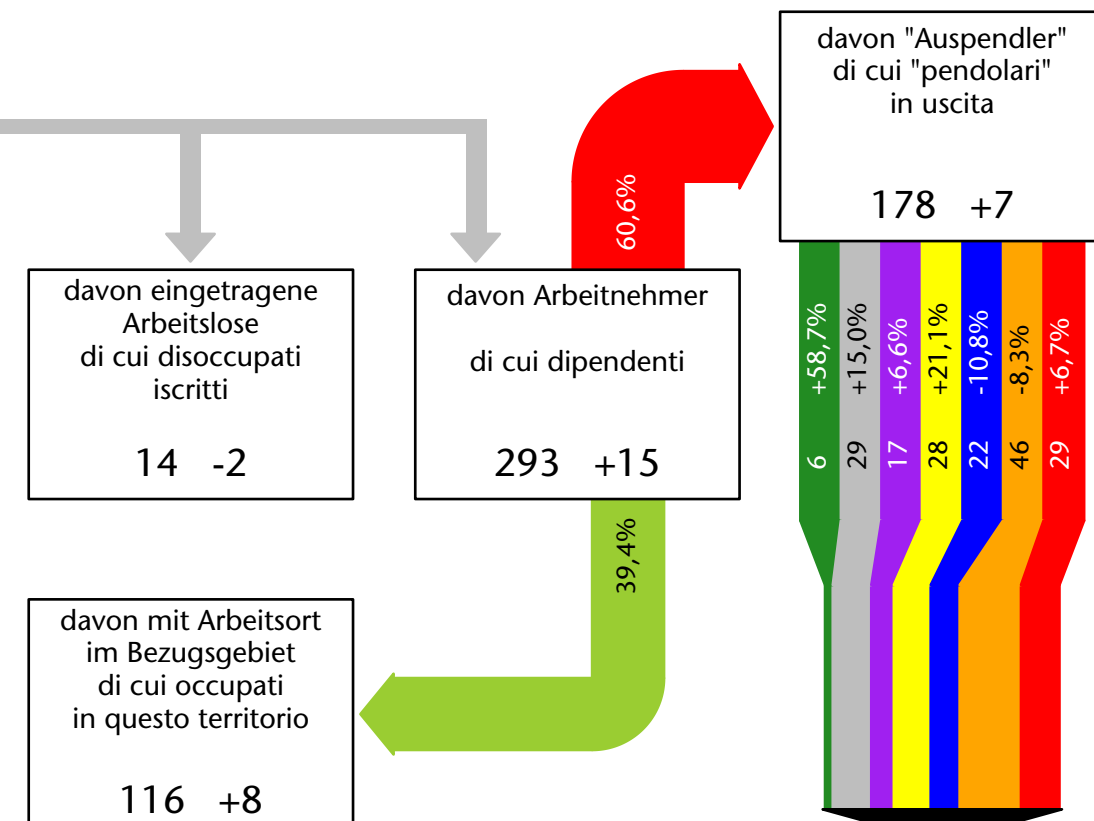 davon "Auspendler"
di cui "pendolari"
in uscita
178 +7
60,6%
davon eingetragene
Arbeitslose
di cui disoccupati
iscritti
14 -2
davon Arbeitnehmer
di cui dipendenti
293 +15
+58,7%
+15,0%
+6,6%
+21,1%
-10,8%
-8,3%
+6,7%
6
29
17
28
22
46
29
39,4%
davon mit Arbeitsort
im Bezugsgebiet
di cui occupati
in questo territorio
116 +8